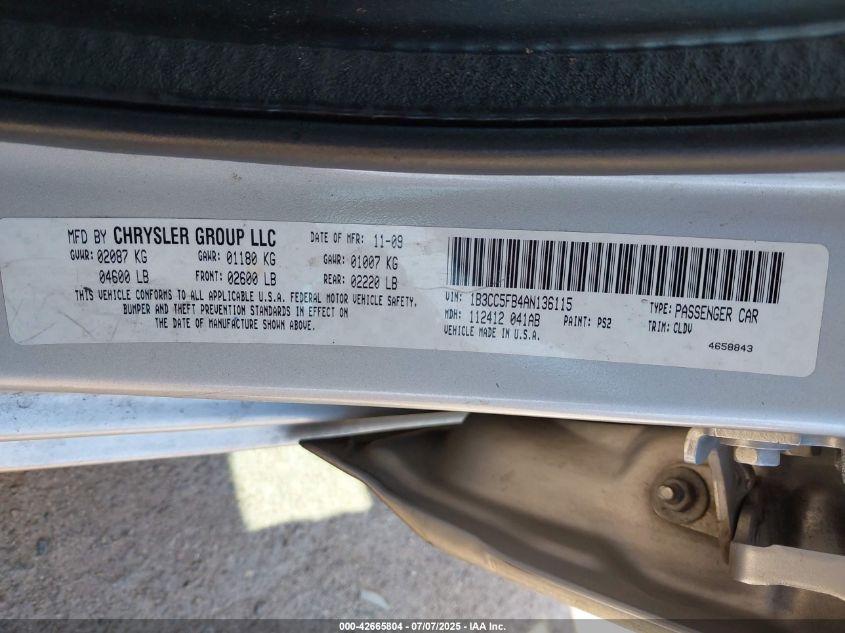 MFD BY CHRYSLER GROUP LLC DATE OF MFR: 11-09
GVWR: 02087 KG GAWR: 01180 KG GAWR: 01007 KG
04600 LB FRONT: 02600 LB REAR: 02220 LB
THIS VEHICLE CONFORMS TO ALL APPLICABLE U.S.A. FEDERAL MOTOR VEHICLE SAFETY,
BUMPER AND THEFT PREVENTION STANDARDS IN EFFECT ON
THE DATE OF MANUFACTURE SHOWN ABOVE.
VIN: 1B3CC5FB4AN136115 TYPE: PASSENGER CAR
MDH: 112412 041AB PAINT: PS2 TRIM: CLDV
VEHICLE MADE IN U.S.A.
4658843
000-42665804 / 07/07/2025 - IAA Inc.